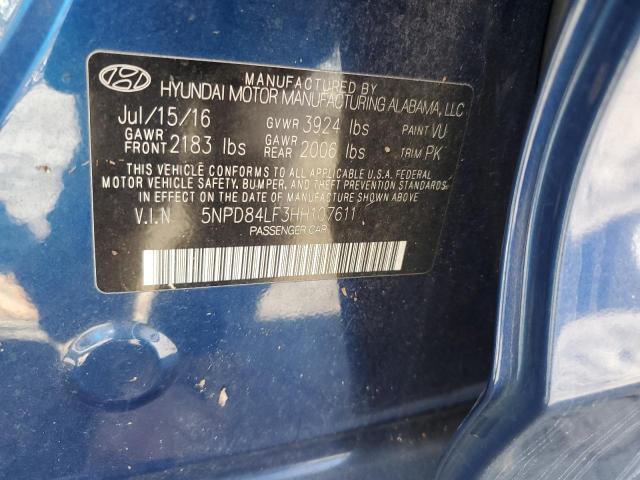 MANUFACTURED BY
HYUNDAI MOTOR MANUFACTURING ALABAMA, LLC
Jul/15/16 GVWR 3924 lbs PAINT VU
GAWR FRONT 2183 lbs GAWR REAR 2006 lbs TRIM PK
THIS VEHICLE CONFORMS TO ALL APPLICABLE U.S.A. FEDERAL
MOTOR VEHICLE SAFETY, BUMPER, AND THEFT PREVENTION STANDARDS
IN EFFECT ON THE DATE OF MANUFACTURE SHOWN ABOVE.
V.I.N 5NPD84LF3HH107611
PASSENGER CAR